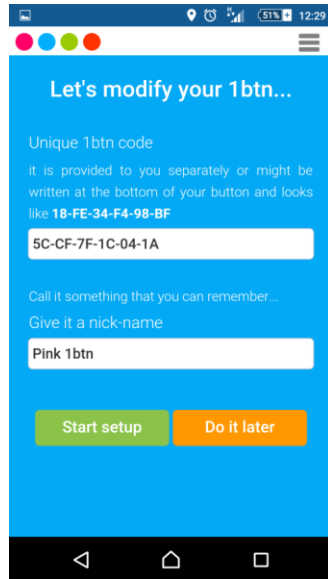 51% 12:29
Let's modify your 1btn...
Unique 1btn code
it is provided to you separately or might be
written at the bottom of your button and looks
like 18-FE-34-F4-98-BF
5C-CF-7F-1C-04-1A
Call it something that you can remember...
Give it a nick-name
Pink 1btn
Start setup Do it later